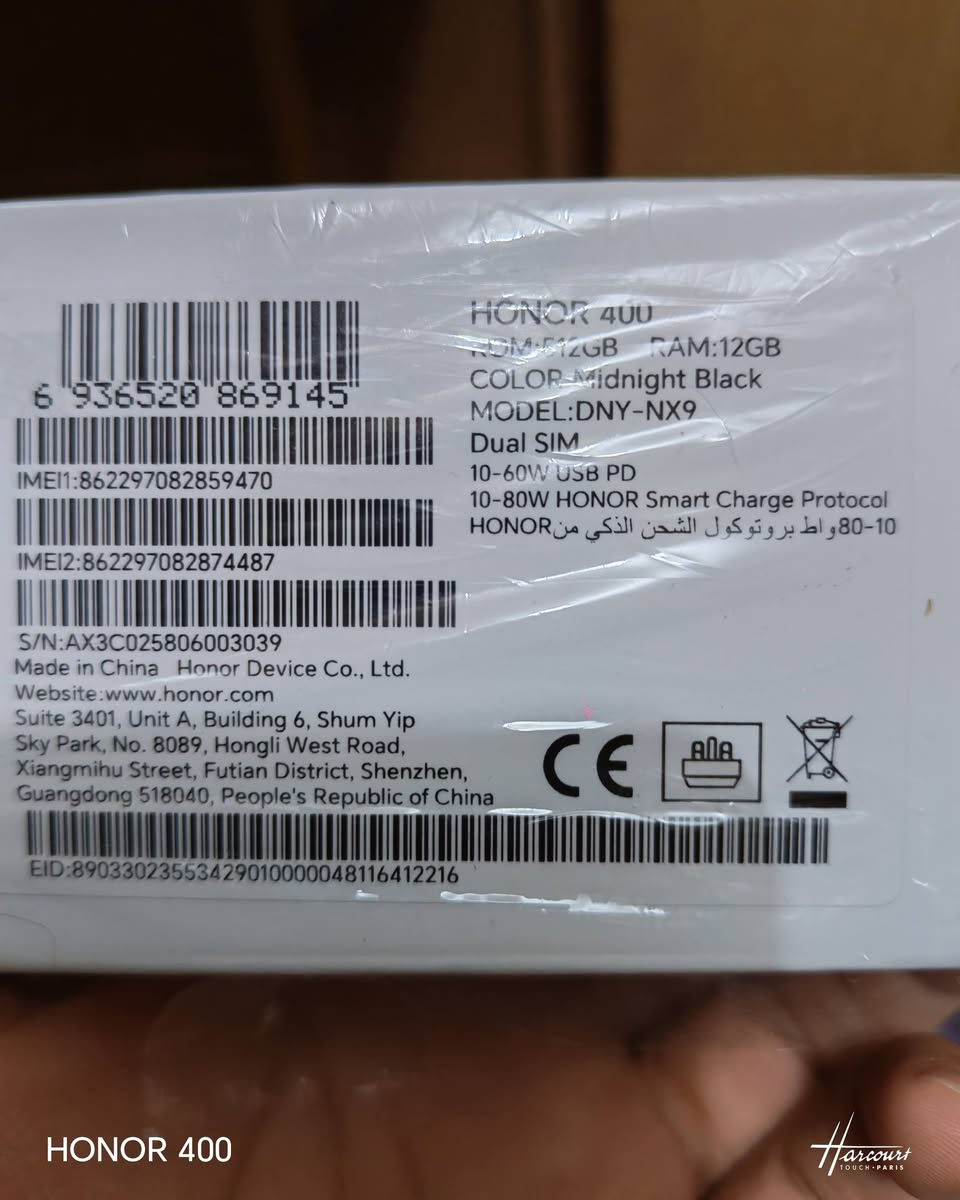 6 936520 869145
IMEI1:862297082859470
IMEI2:862297082874487
S/N:AX3C025806003039
Made in China Honor Device Co., Ltd.
Website:www.honor.com
Suite 3401, Unit A, Building 6, Shum Yip
Sky Park, No. 8089, Hongli West Road,
Xiangmihu Street, Futian District, Shenzhen,
Guangdong 518040, People's Republic of China
EID:89033023553429010000048116412216
HONOR 400
ROM:512GB RAM:12GB
COLOR:Midnight Black
MODEL:DNY-NX9
Dual SIM
10-60W USB PD
10-80W HONOR Smart Charge Protocol
10-80واط بروتوكول الشحن الذكي من HONOR
CE
HONOR 400
Harcourt
TOUCH • PARIS